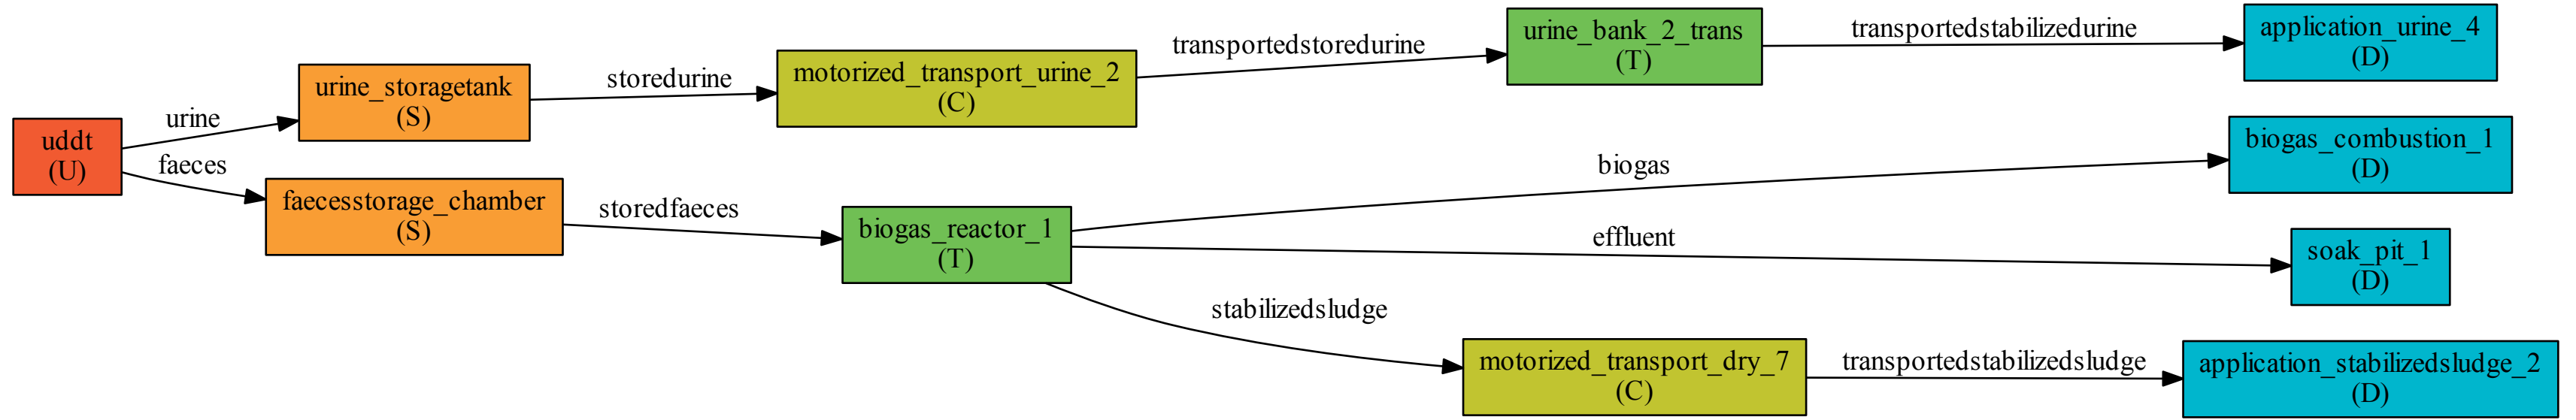 uddt
(U)
urine
faeces
urine_storagetank
(S)
faecesstorage_chamber
(S)
storedurine
storedfaeces
motorized_transport_urine_2
(C)
biogas_reactor_1
(T)
transportedstoredurine
biogas
effluent
stabilizedsludge
urine_bank_2_trans
(T)
motorized_transport_dry_7
(C)
transportedstabilizedurine
transportedstabilizedsludge
application_urine_4
(D)
biogas_combustion_1
(D)
soak_pit_1
(D)
application_stabilizedsludge_2
(D)